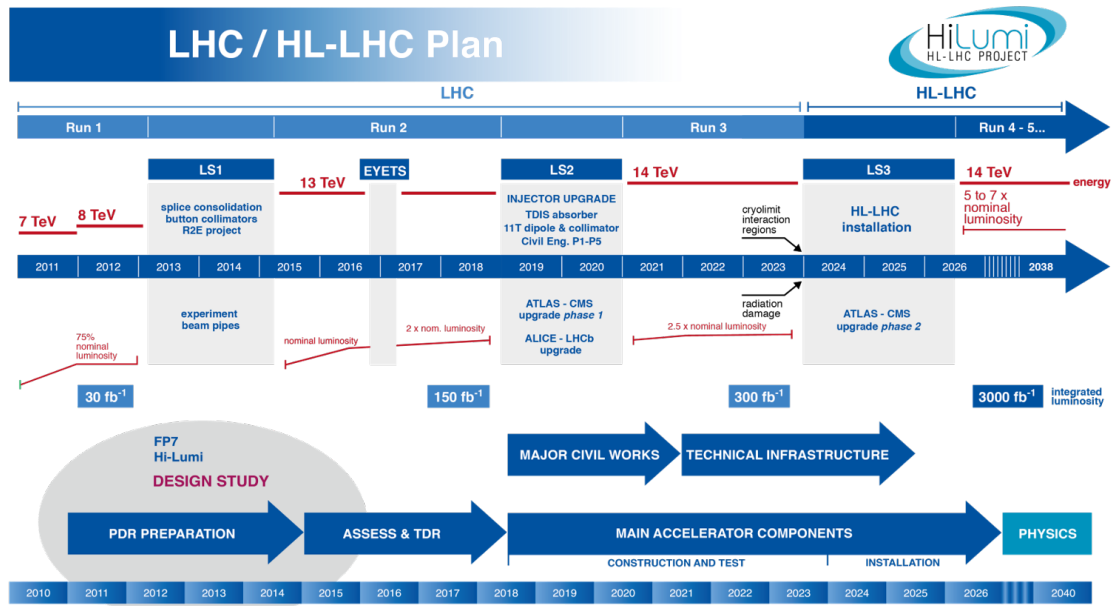 LHC / HL-LHC Plan
HiLumi
HL-LHC PROJECT
LHC
HL-LHC
Run 1
Run 2
Run 3
Run 4 - 5...
LS1
EYETS
LS2
LS3
7 TeV
8 TeV
13 TeV
14 TeV
14 TeV
energy
splice consolidation
button collimators
R2E project
INJECTOR UPGRADE
TDIS absorber
11T dipole & collimator
Civil Eng. P1-P5
cryolimit
interaction
regions
HL-LHC
installation
5 to 7 x
nominal
luminosity
2011 2012 2013 2014 2015 2016 2017 2018 2019 2020 2021 2022 2023 2024 2025 2026 2038
experiment
beam pipes
ATLAS - CMS
upgrade phase 1
ALICE - LHCb
upgrade
radiation
damage
ATLAS - CMS
upgrade phase 2
75%
nominal
luminosity
nominal luminosity
2 x nom. luminosity
2.5 x nominal luminosity
30 fb-1
150 fb-1
300 fb-1
3000 fb-1
integrated
luminosity
FP7
Hi-Lumi
DESIGN STUDY
MAJOR CIVIL WORKS
TECHNICAL INFRASTRUCTURE
PDR PREPARATION
ASSESS & TDR
MAIN ACCELERATOR COMPONENTS
PHYSICS
CONSTRUCTION AND TEST
INSTALLATION
2010 2011 2012 2013 2014 2015 2016 2017 2018 2019 2020 2021 2022 2023 2024 2026 2040